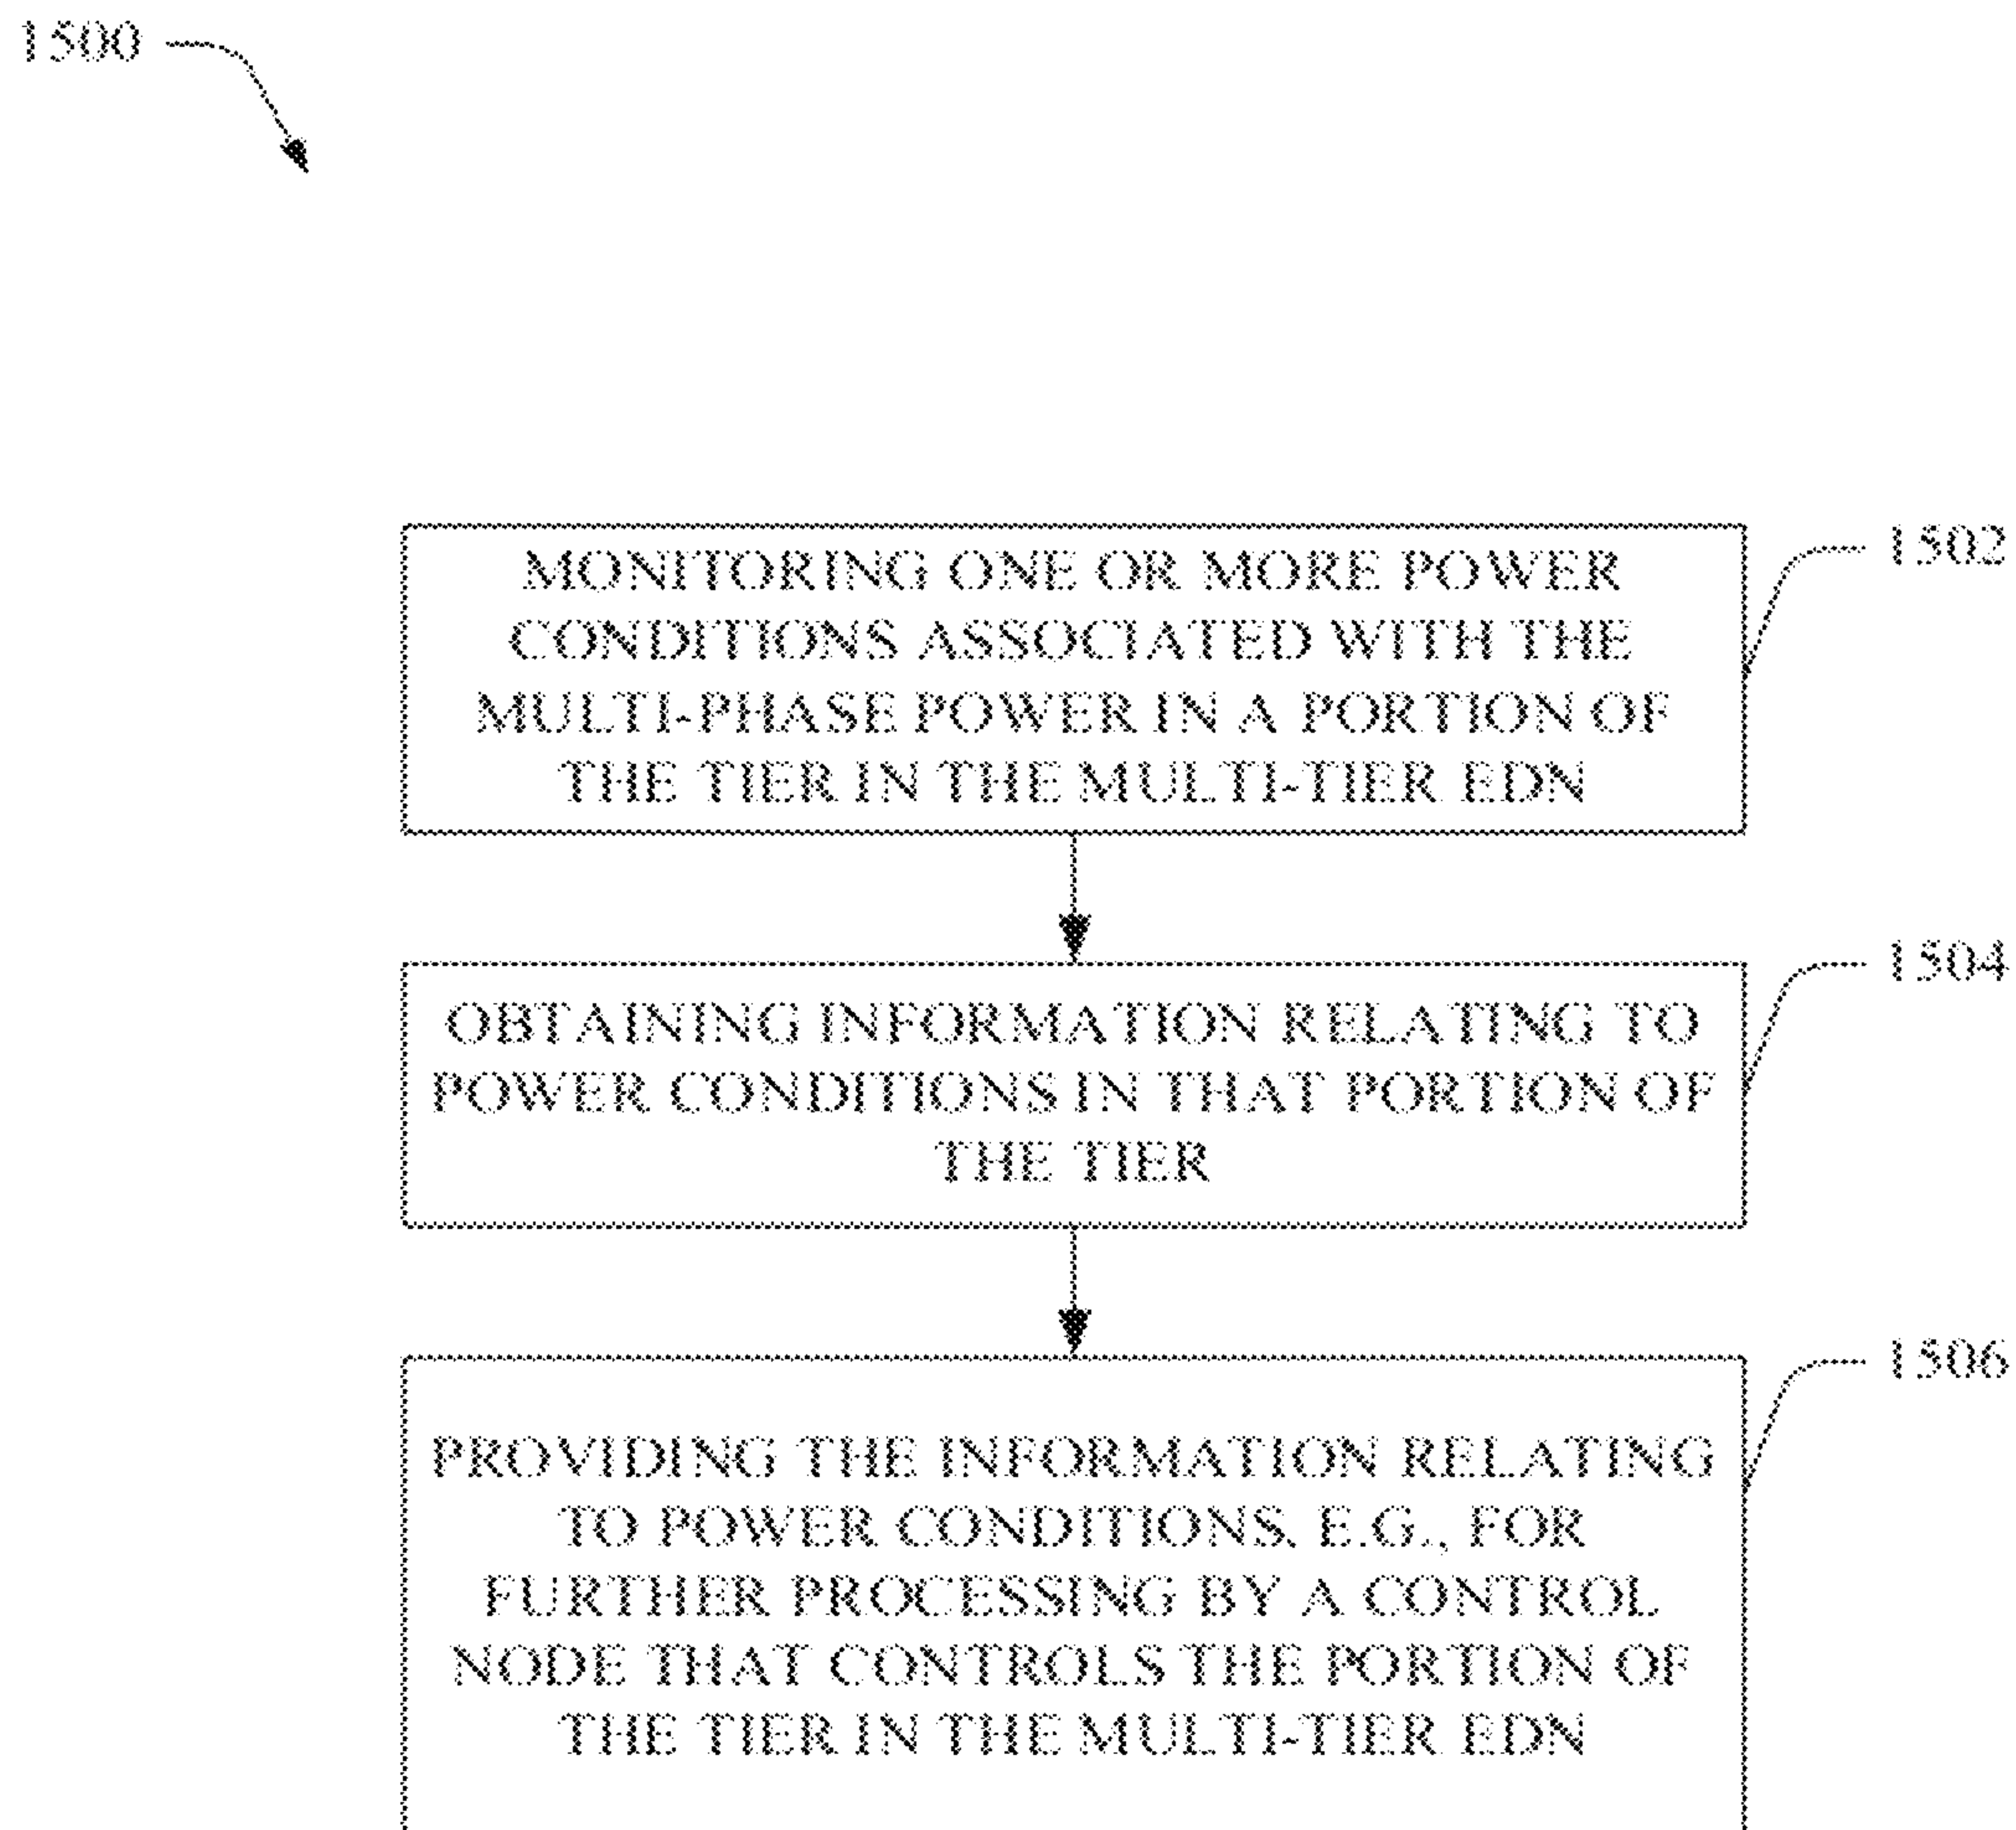 1500
MONITORING ONE OR MORE POWER
CONDITIONS ASSOCIATED WITH THE
MULTI-PHASE POWER IN A PORTION OF
THE TIER IN THE MULTI-TIER EDN
1502
OBTAINING INFORMATION RELATING TO
POWER CONDITIONS IN THAT PORTION OF
THE TIER
1504
PROVIDING THE INFORMATION RELATING
TO POWER CONDITIONS, E.G., FOR
FURTHER PROCESSING BY A CONTROL
NODE THAT CONTROLS THE PORTION OF
THE TIER IN THE MULTI-TIER EDN
1506